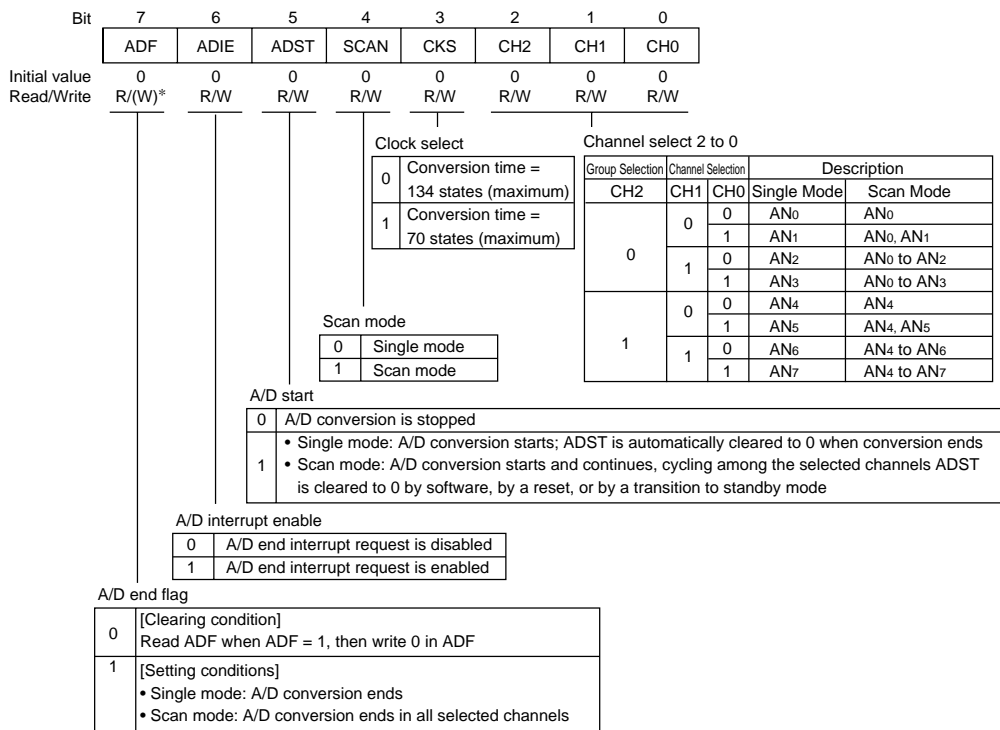 Bit 7 6 5 4 3 2 1 0
ADF ADIE ADST SCAN CKS CH2 CH1 CH0
Initial value 0 0 0 0 0 0 0 0
Read/Write R/(W)* R/W R/W R/W R/W R/W R/W R/W
Clock select
0 Conversion time =
134 states (maximum)
1 Conversion time =
70 states (maximum)
Channel select 2 to 0
Group Selection Channel Selection Description
CH2 CH1 CH0 Single Mode Scan Mode
0 0 0 AN0 AN0
1 AN1 AN0, AN1
1 0 AN2 AN0 to AN2
1 AN3 AN0 to AN3
1 0 0 AN4 AN4
1 AN5 AN4, AN5
1 0 AN6 AN4 to AN6
1 AN7 AN4 to AN7
Scan mode
0 Single mode
1 Scan mode
A/D start
0 A/D conversion is stopped
1 • Single mode: A/D conversion starts; ADST is automatically cleared to 0 when conversion ends
• Scan mode: A/D conversion starts and continues, cycling among the selected channels ADST
is cleared to 0 by software, by a reset, or by a transition to standby mode
A/D interrupt enable
0 A/D end interrupt request is disabled
1 A/D end interrupt request is enabled
A/D end flag
0 [Clearing condition]
Read ADF when ADF = 1, then write 0 in ADF
1 [Setting conditions]
• Single mode: A/D conversion ends
• Scan mode: A/D conversion ends in all selected channels